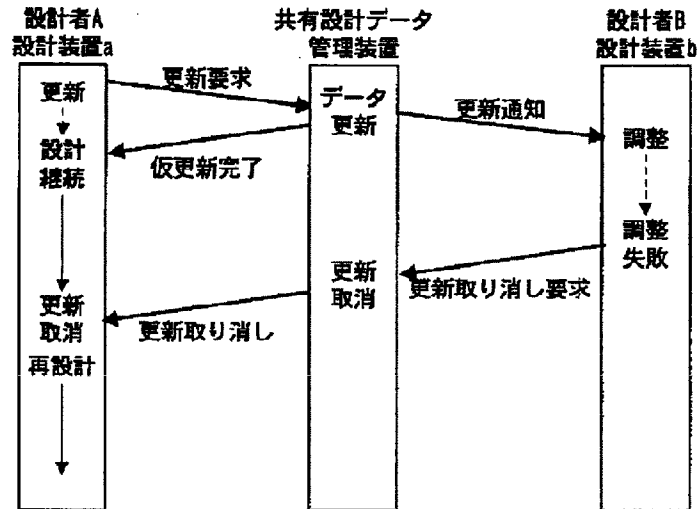 設計者A
設計装置a
共有設計データ
管理装置
設計者B
設計装置b
更新
更新要求
データ
更新
更新通知
調整
設計
継続
仮更新完了
調整
失敗
更新取り消し要求
更新
取消
更新取り消し
更新
取消
再設計